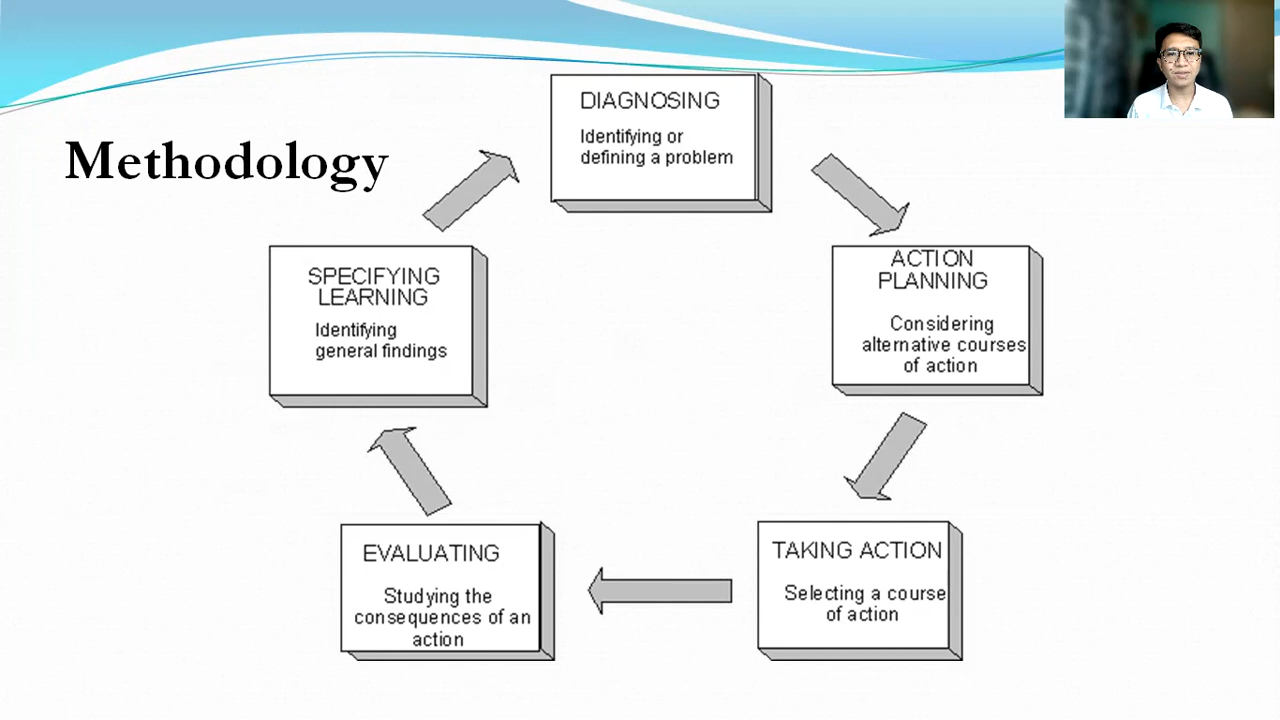 Methodology
DIAGNOSING
Identifying or
defining a problem
ACTION
PLANNING
Considering
alternative courses
of action
TAKING ACTION
Selecting a course
of action
EVALUATING
Studying the
consequences of an
action
SPECIFYING
LEARNING
Identifying
general findings